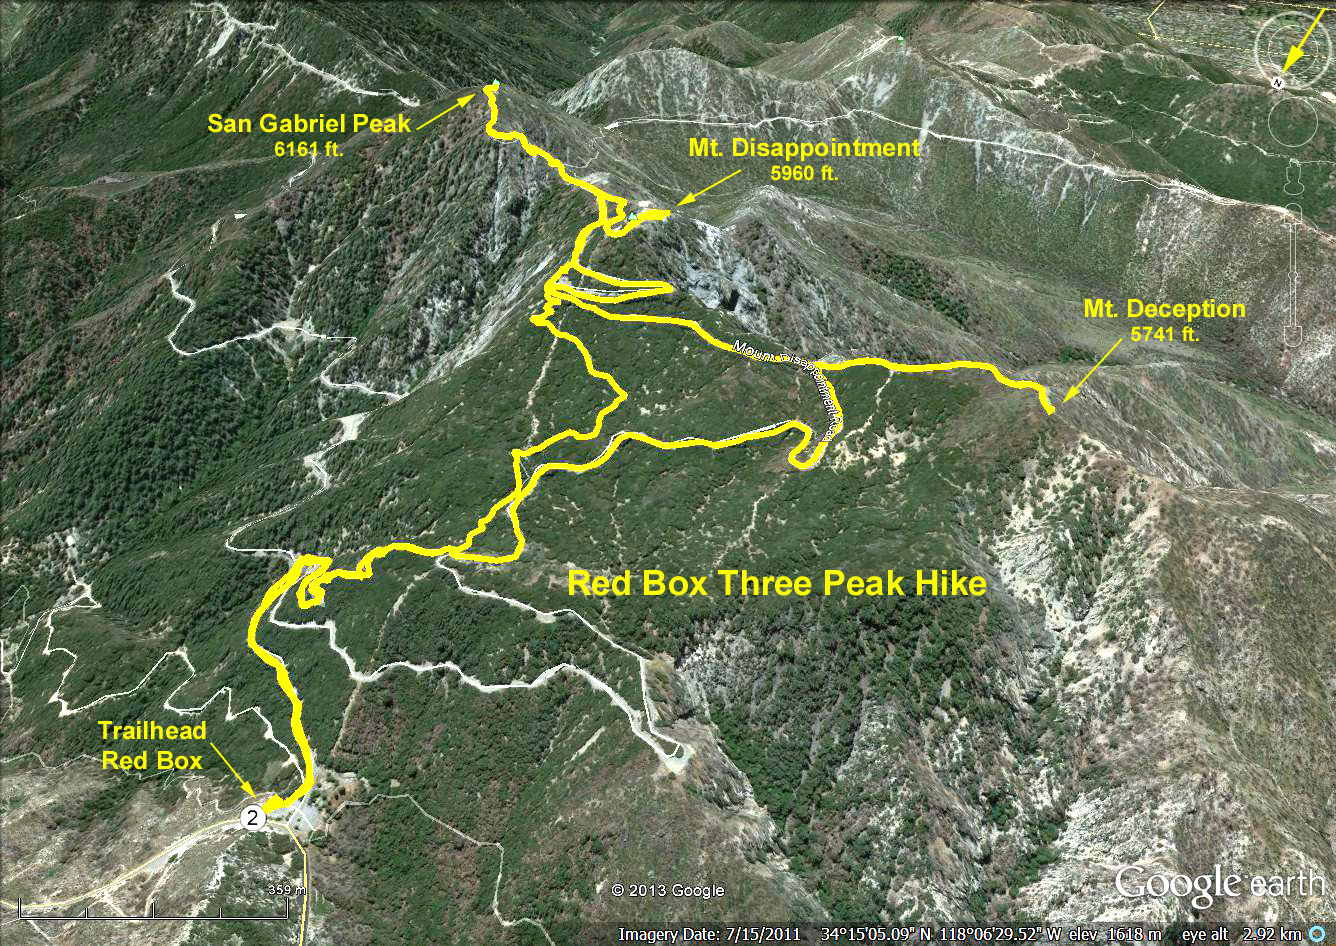 N
San Gabriel Peak
6161 ft.
Mt. Disappointment
5960 ft.
Mt. Deception
5741 ft.
Mount Disappointment Road
Red Box Three Peak Hike
Trailhead
Red Box
2
359 m
© 2013 Google
Google earth
Imagery Date: 7/15/2011 34°15'05.09" N 118°06'29.52" W elev 1618 m eye alt 2.92 km